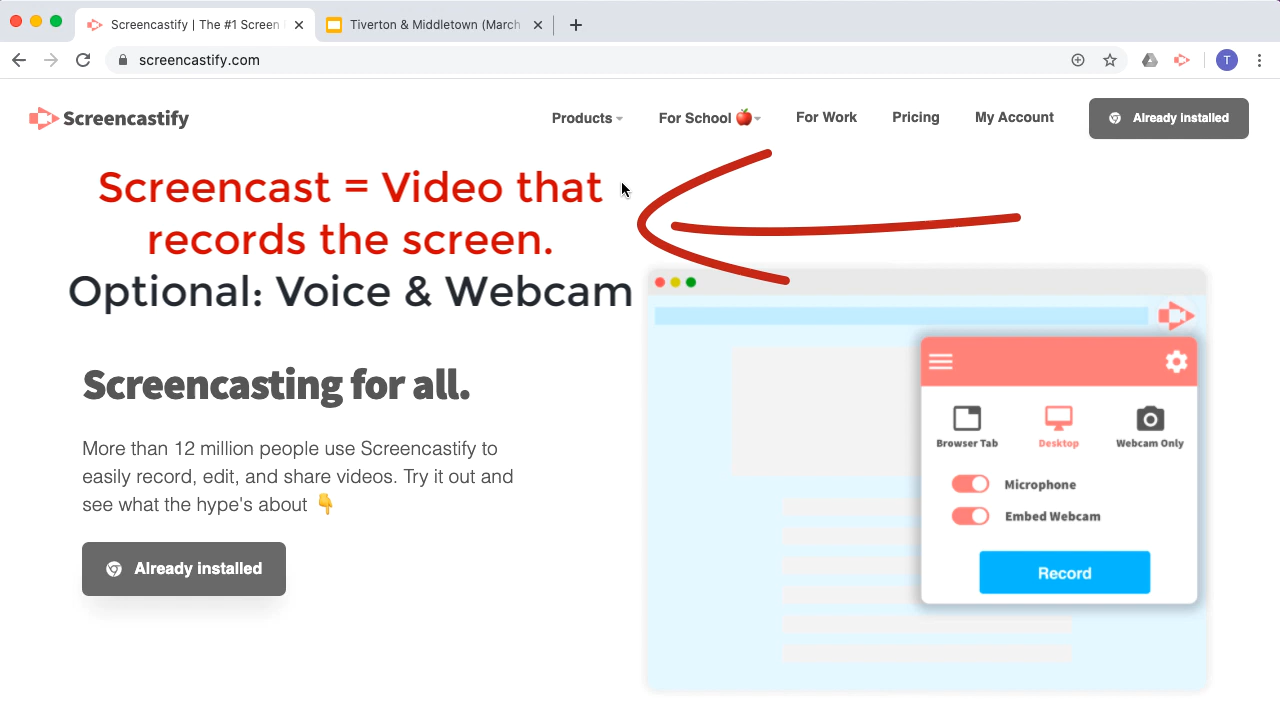 Screencastify | The #1 Screen
Tiverton & Middletown (March
screencastify.com
T
Screencastify
Products
For School
For Work
Pricing
My Account
Already installed
Screencast = Video that
records the screen.
Optional: Voice & Webcam
Screencasting for all.
More than 12 million people use Screencastify to
easily record, edit, and share videos. Try it out and
see what the hype's about 👇
Already installed
Browser Tab
Desktop
Webcam Only
Microphone
Embed Webcam
Record